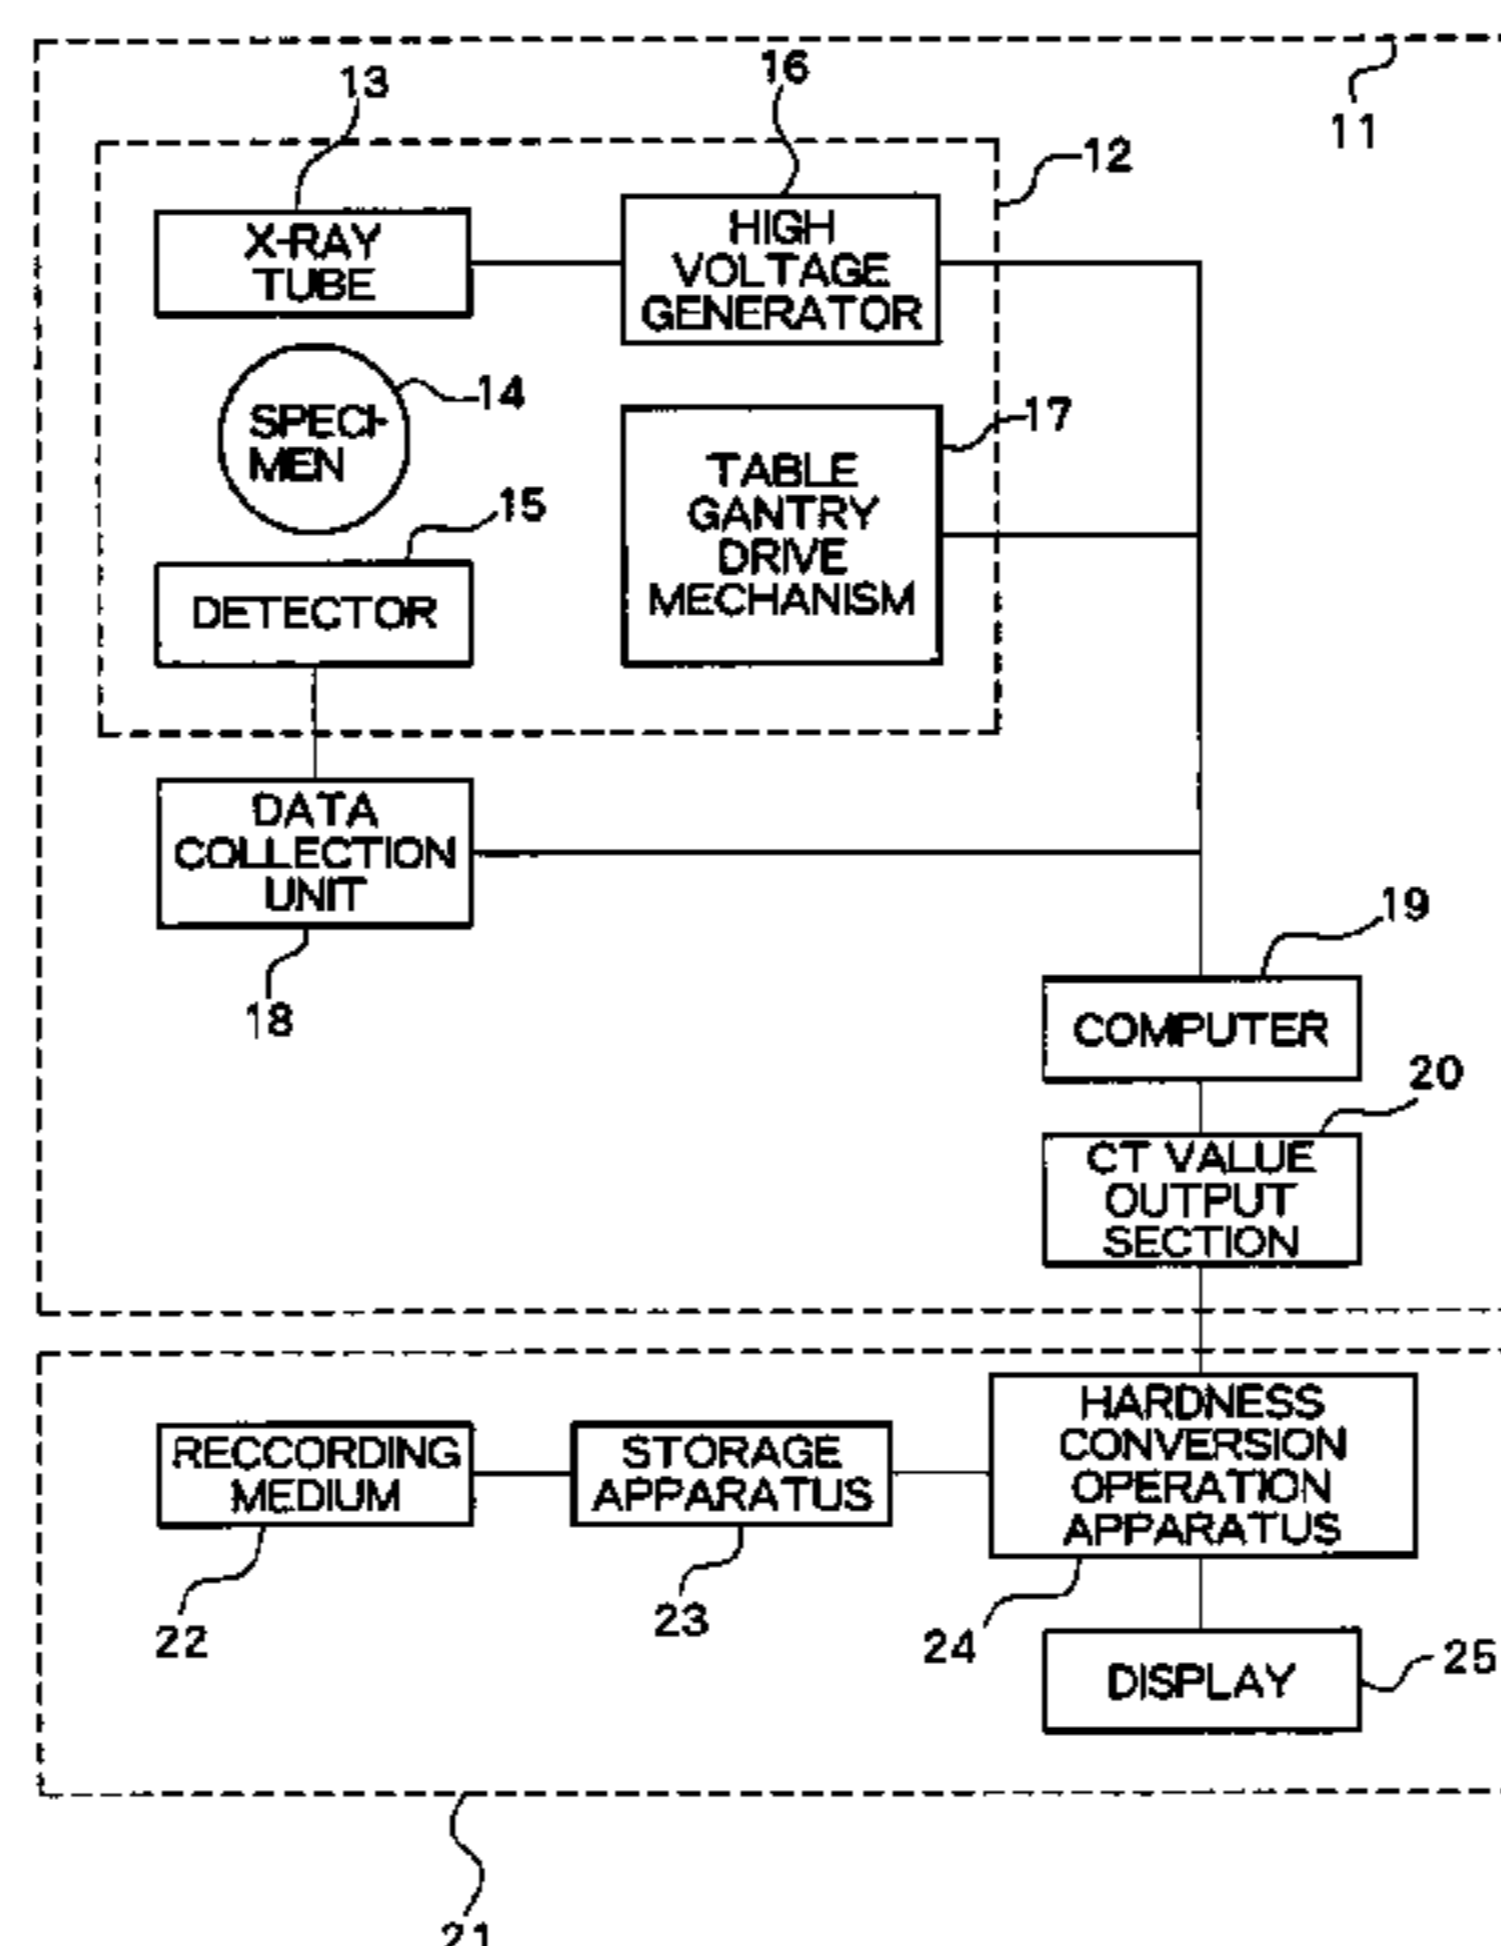 13
16
11
12
X-RAY
TUBE
HIGH
VOLTAGE
GENERATOR
14
SPECI-
MEN
17
TABLE
GANTRY
DRIVE
MECHANISM
15
DETECTOR
DATA
COLLECTION
UNIT
18
19
COMPUTER
20
CT VALUE
OUTPUT
SECTION
RECCORDING
MEDIUM
22
STORAGE
APPARATUS
23
HARDNESS
CONVERSION
OPERATION
APPARATUS
24
DISPLAY
25
21